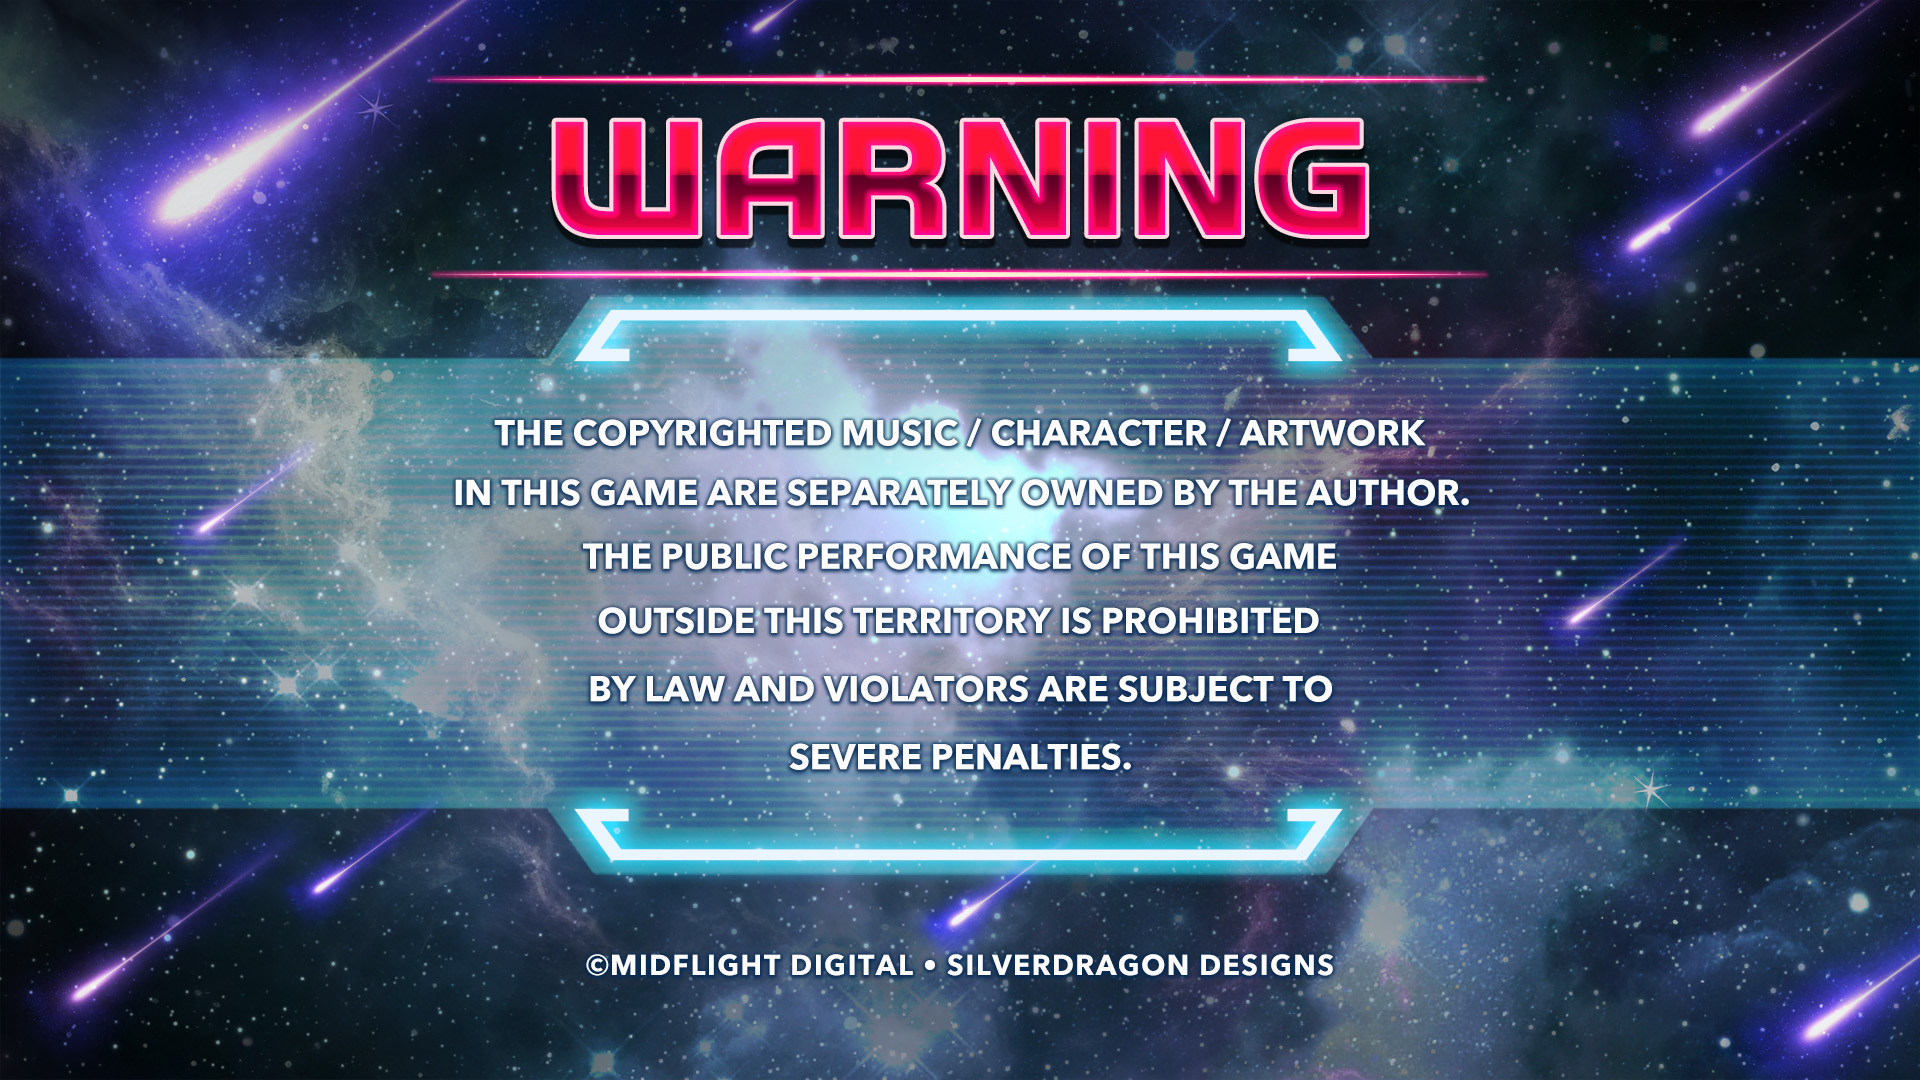 WARNING
THE COPYRIGHTED MUSIC / CHARACTER / ARTWORK
IN THIS GAME ARE SEPARATELY OWNED BY THE AUTHOR.
THE PUBLIC PERFORMANCE OF THIS GAME
OUTSIDE THIS TERRITORY IS PROHIBITED
BY LAW AND VIOLATORS ARE SUBJECT TO
SEVERE PENALTIES.
©MIDFLIGHT DIGITAL • SILVERDRAGON DESIGNS